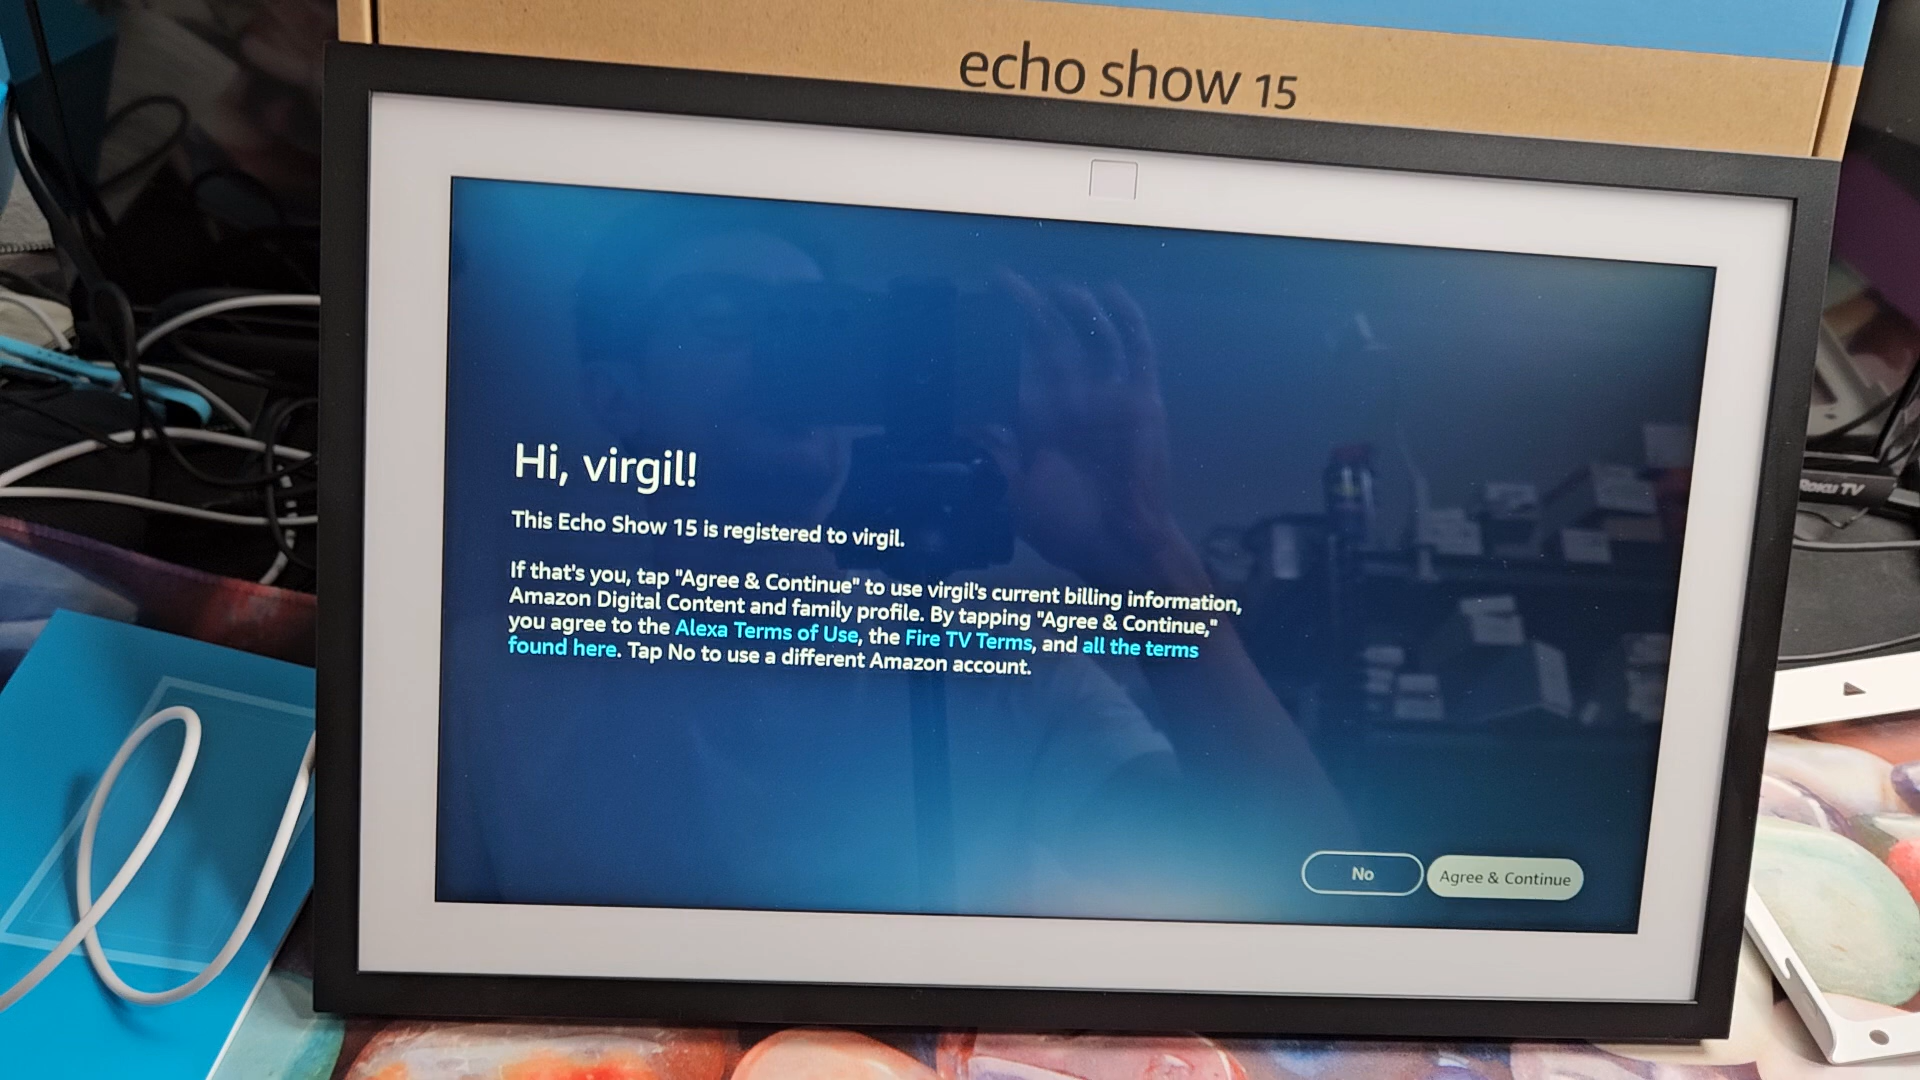 echo show 15
Hi, virgil!
This Echo Show 15 is registered to virgil.
If that's you, tap "Agree & Continue" to use virgil's current billing information,
Amazon Digital Content and family profile. By tapping "Agree & Continue,"
you agree to the Alexa Terms of Use, the Fire TV Terms, and all the terms
found here. Tap No to use a different Amazon account.
No
Agree & Continue
Roku TV